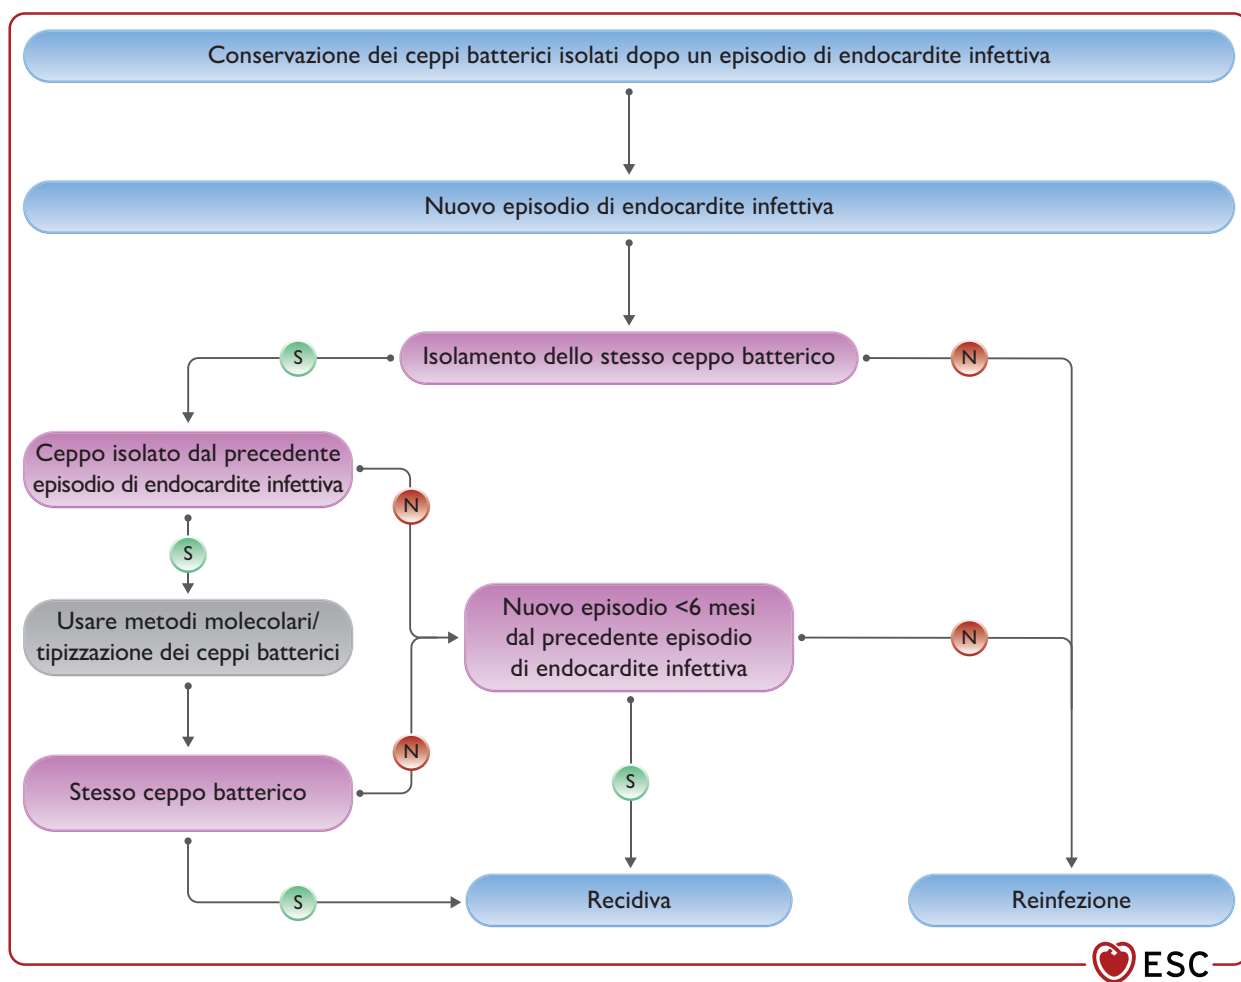 Conservazione dei ceppi batterici isolati dopo un episodio di endocardite infettiva
Nuovo episodio di endocardite infettiva
S
Isolamento dello stesso ceppo batterico
N
Ceppo isolato dal precedente
episodio di endocardite infettiva
N
S
Usare metodi molecolari/
tipizzazione dei ceppi batterici
Nuovo episodio <6 mesi
dal precedente episodio
di endocardite infettiva
N
N
Stesso ceppo batterico
S
S
Recidiva
Reinfezione
ESC